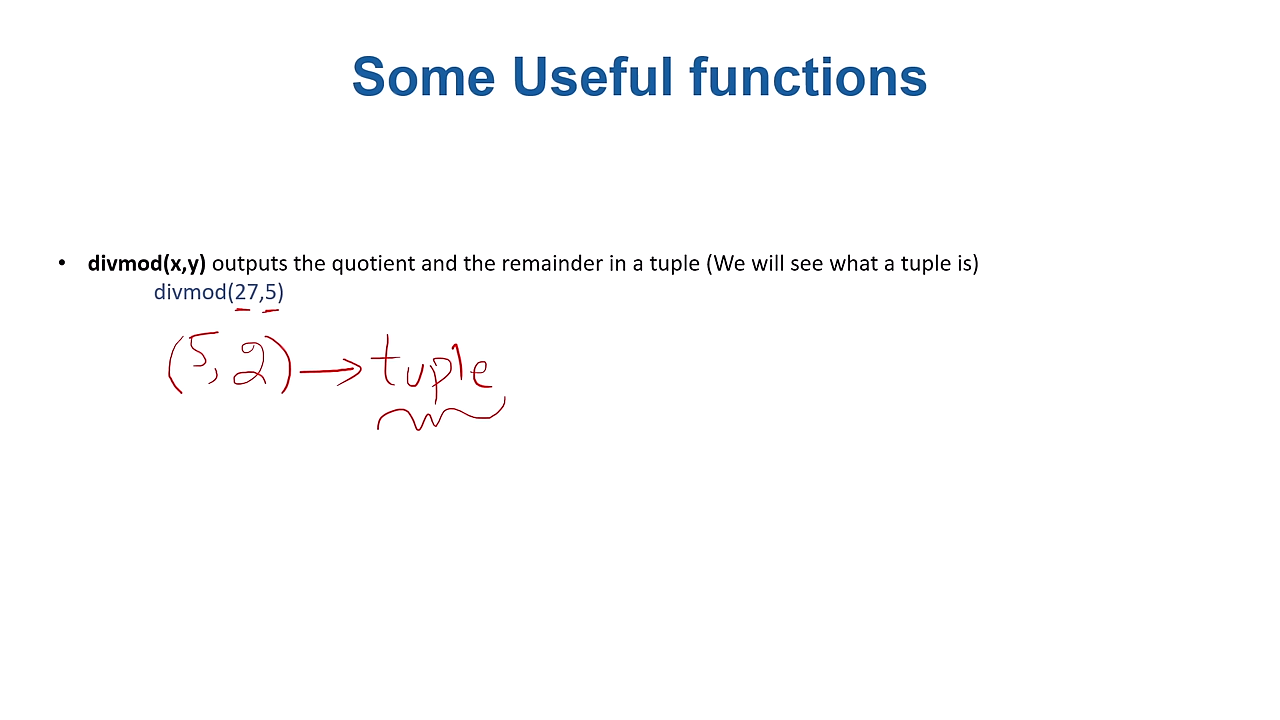 Some Useful functions
• divmod(x,y) outputs the quotient and the remainder in a tuple (We will see what a tuple is)
divmod(27,5)
(5,2) → tuple